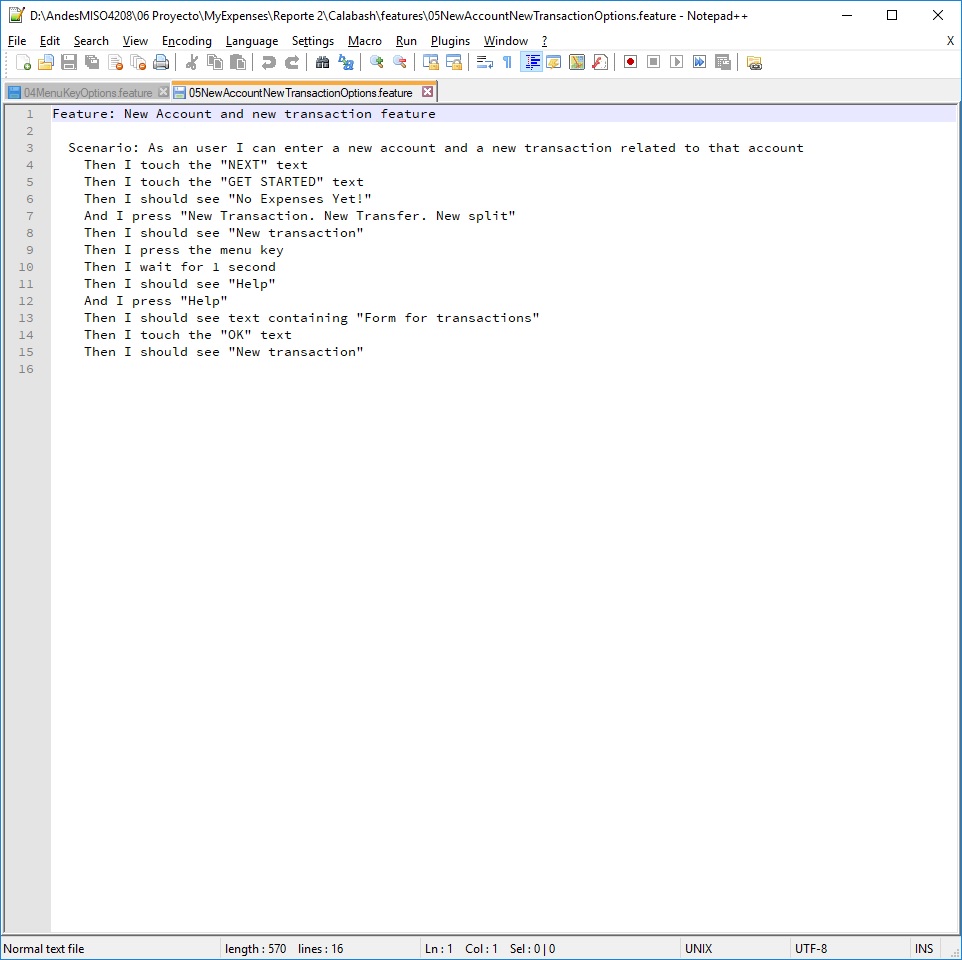 D:\AndesMISO4208\06 Proyecto\MyExpenses\Reporte 2\Calabash\features\05NewAccountNewTransactionOptions.feature - Notepad++
File Edit Search View Encoding Language Settings Macro Run Plugins Window ? X
04MenuKeyOptions.feature 05NewAccountNewTransactionOptions.feature
1 Feature: New Account and new transaction feature
2
3 Scenario: As an user I can enter a new account and a new transaction related to that account
4 Then I touch the "NEXT" text
5 Then I touch the "GET STARTED" text
6 Then I should see "No Expenses Yet!"
7 And I press "New Transaction. New Transfer. New split"
8 Then I should see "New transaction"
9 Then I press the menu key
10 Then I wait for 1 second
11 Then I should see "Help"
12 And I press "Help"
13 Then I should see text containing "Form for transactions"
14 Then I touch the "OK" text
15 Then I should see "New transaction"
16
Normal text file length : 570 lines : 16 Ln : 1 Col : 1 Sel : 0 | 0 UNIX UTF-8 INS